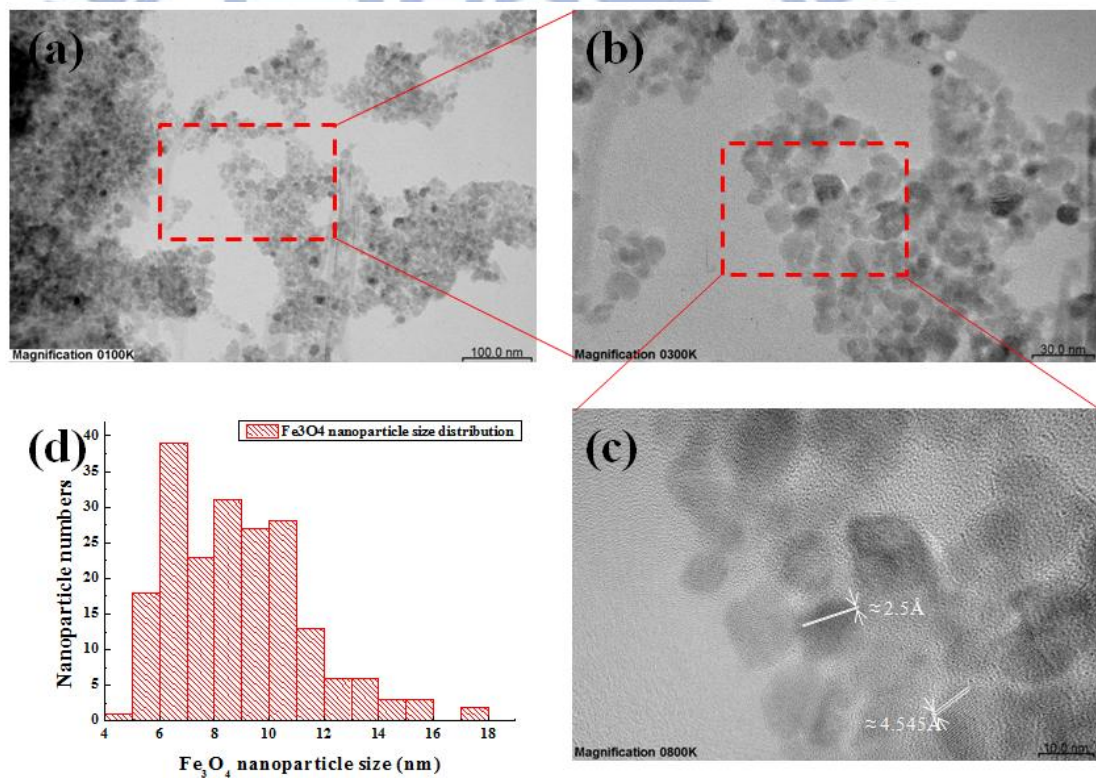 (a)
Magnification 0100K
100.0 nm
(b)
Magnification 0300K
30.0 nm
(d)
Fe3O4 nanoparticle size distribution
Nanoparticle numbers
40
35
30
25
20
15
10
5
0
4 6 8 10 12 14 16 18
Fe₃O₄ nanoparticle size (nm)
(c)
≈2.5Å
≈4.545Å
Magnification 0800K
10.0 nm